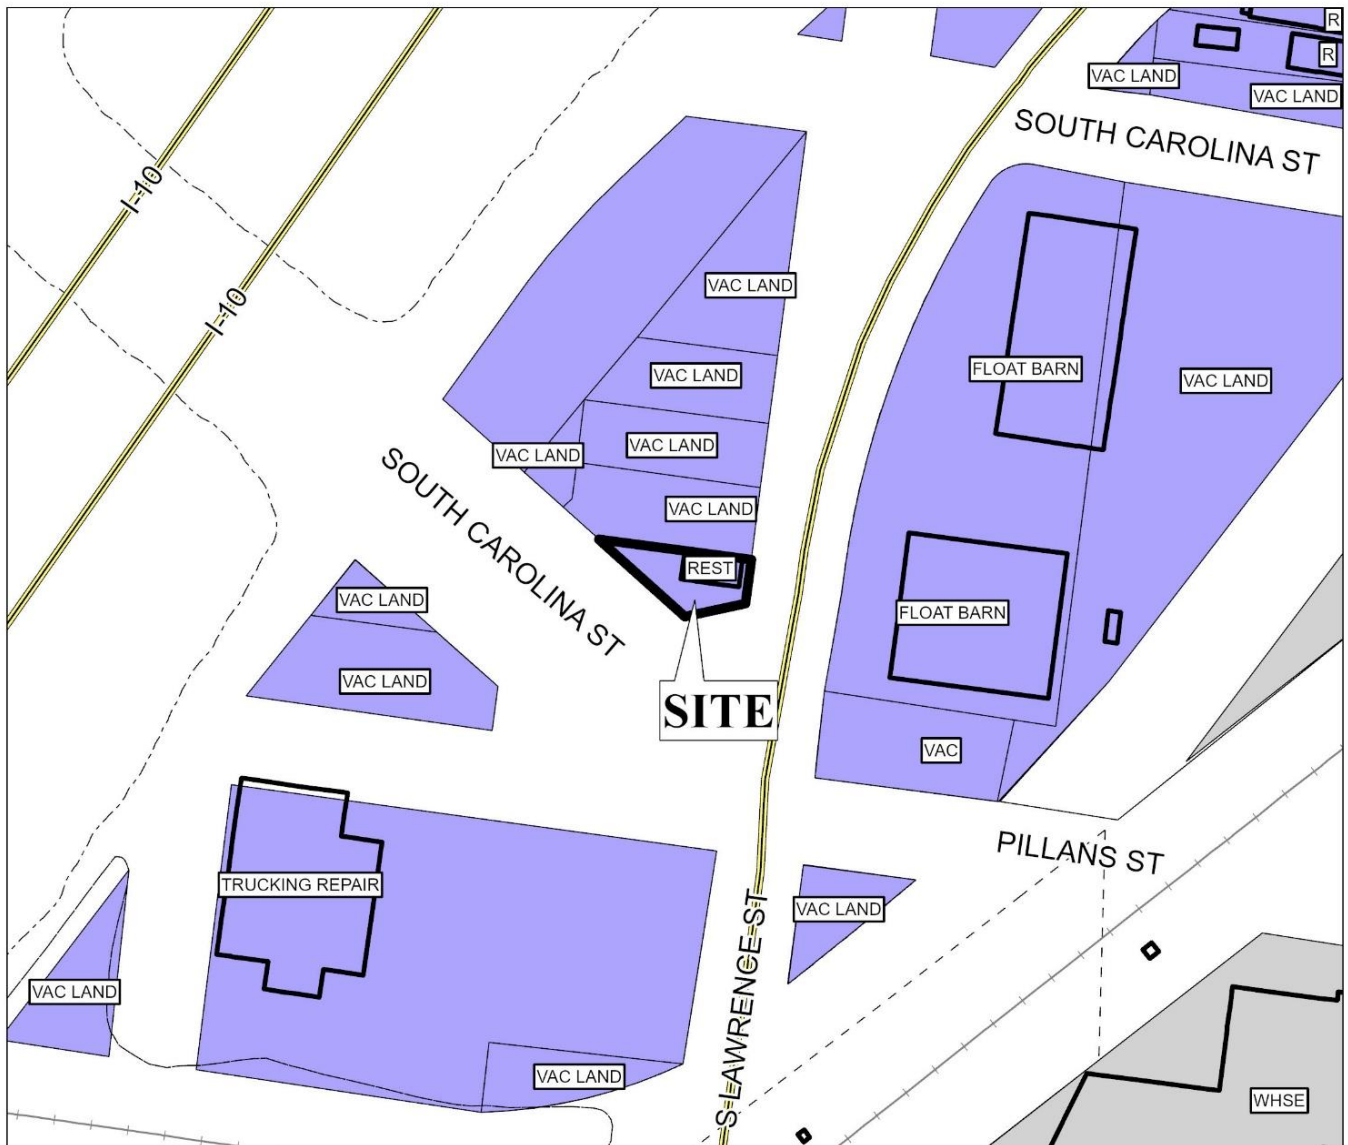 R
R
VAC LAND
VAC LAND
SOUTH CAROLINA ST
I-10
I-10
VAC LAND
VAC LAND
FLOAT BARN
VAC LAND
VAC LAND
VAC LAND
SOUTH CAROLINA ST
VAC LAND
REST
VAC LAND
FLOAT BARN
VAC LAND
SITE
VAC
PILLANS ST
TRUCKING REPAIR
VAC LAND
S LAWRENCE ST
VAC LAND
VAC LAND
WHSE